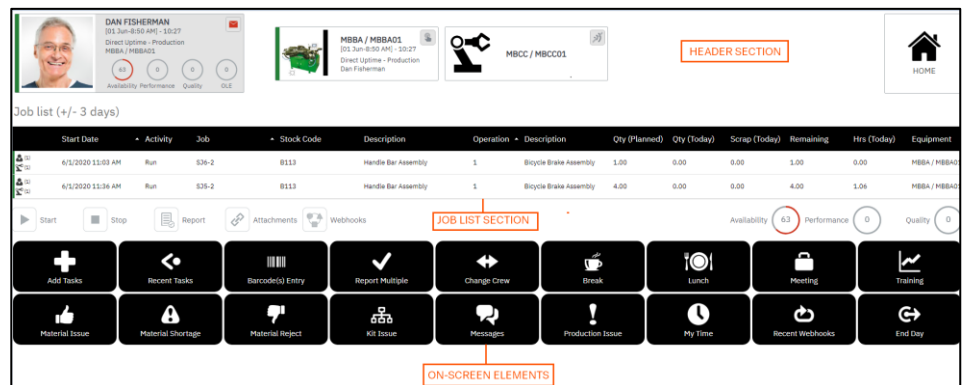 DAN FISHERMAN
[01 Jun-8:50 AM] - 10:27
Direct Uptime - Production
MBBA / MBBA01
63 0 0 0
Availability Performance Quality OLE
MBBA / MBBA01
[01 Jun-8:50 AM] - 10:27
Direct Uptime - Production
Dan Fisherman
MBCC / MBCC01
HEADER SECTION
HOME
Job list (+/- 3 days)
Start Date Activity Job Stock Code Description Operation Description Qty (Planned) Qty (Today) Scrap (Today) Remaining Hrs (Today) Equipment
6/1/2020 11:03 AM Run SJ6-2 B113 Handle Bar Assembly 1 Bicycle Brake Assembly 1.00 0.00 0.00 1.00 0.00 MBBA / MBBA01
6/1/2020 11:36 AM Run SJ5-2 B113 Handle Bar Assembly 1 Bicycle Brake Assembly 4.00 0.00 0.00 4.00 1.06 MBBA / MBBA01
Start Stop Report Attachments Webhooks JOB LIST SECTION Availability 63 Performance 0 Quality 0
Add Tasks Recent Tasks Barcode(s) Entry Report Multiple Change Crew Break Lunch Meeting Training
Material Issue Material Shortage Material Reject Kit Issue Messages Production Issue My Time Recent Webhooks End Day
ON-SCREEN ELEMENTS